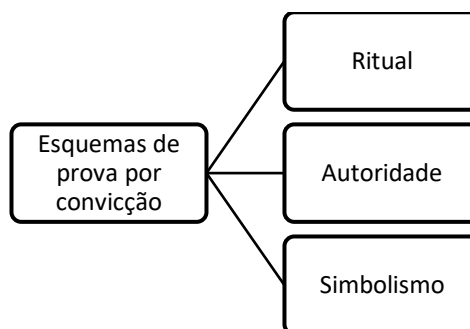 Ritual
Esquemas de
prova por
convicção
Autoridade
Simbolismo